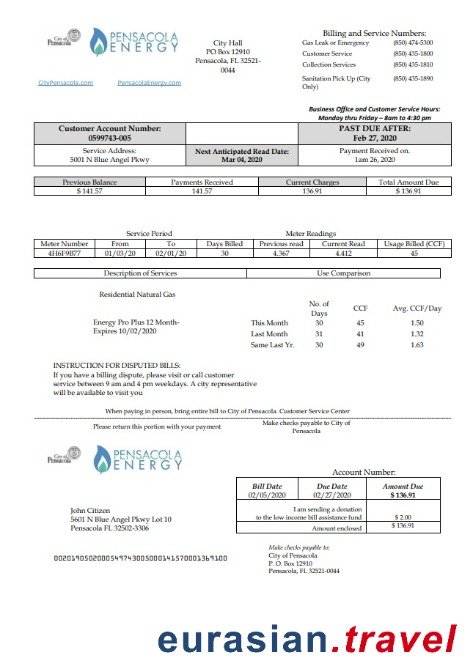 City of
Pensacola
PENSACOLA
ENERGY
CityPensacola.com
PensacolaEnergy.com
City Hall
PO Box 12910
Pensacola, FL 32521-
0044
Billing and Service Numbers:
Gas Leak or Emergency (850) 474-5300
Customer Service (850) 435-1800
Collection Services (850) 435-1810
Sanitation Pick Up (City (850) 435-1890
Only)
Business Office and Customer Service Hours:
Monday thru Friday – 8am to 4:30 pm
Customer Account Number:
0599743-005
PAST DUE AFTER:
Feb 27, 2020
Service Address:
5001 N Blue Angel Pkwy
Next Anticipated Read Date:
Mar 04, 2020
Payment Received on.
1am 26, 2020
Previous Balance Payments Received Current Charges Total Amount Due
$ 141.57 141.57 136.91 $ 136.91
Service Period Meter Readings
Meter Number From To Days Billed Previous read Current Read Usage Billed (CCF)
4H6F9B77 01/03/20 02/01/20 30 4.367 4.412 45
Description of Services Use Comparison
Residential Natural Gas
Energy Pro Plus 12 Month-
Expires 10/02/2020
No. of
Days CCF Avg. CCF/Day
This Month 30 45 1.50
Last Month 31 41 1.32
Same Last Yr. 30 49 1.63
INSTRUCTION FOR DISPUTED BILLS:
If you have a billing dispute, please visit or call customer
service between 9 am and 4 pm weekdays. A city representative
will be available to visit you
When paying in person, bring entire bill to City of Pensacola. Customer Service Center
Please return this portion with your payment
Make checks payable to City of
Pensacola
City of
Pensacola
PENSACOLA
ENERGY
Account Number:
Bill Date Due Date Amount Due
02/05/2020 02/27/2020 $ 136.91
I am sending a donation
to the low income bill assistance fund $ 2.00
Amount enclosed $ 136.91
John Citizen
5601 N Blue Angel Pkwy Lot 10
Pensacola FL 32502-3306
Make checks payable to:
City of Pensacola
P. O. Box 12910
Pensacola, FL 32521-0044
eurasian.travel